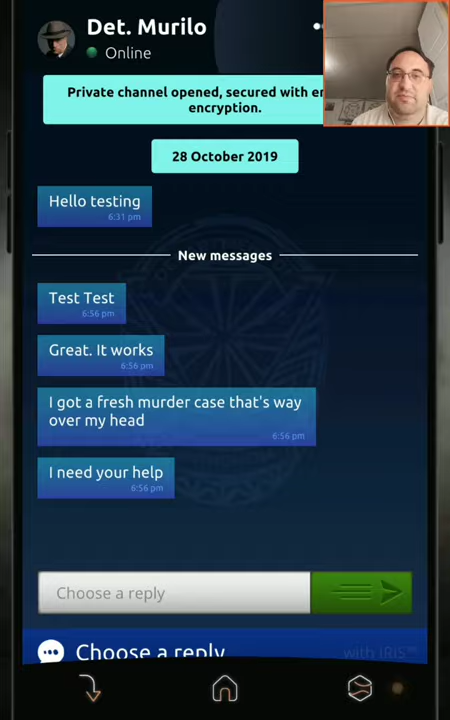 Det. Murilo
Online
Private channel opened, secured with
encryption.
28 October 2019
Hello testing
6:31 pm
New messages
Test Test
6:56 pm
Great. It works
6:56 pm
I got a fresh murder case that's way
over my head
6:56 pm
I need your help
6:56 pm
Choose a reply
Choose a reply
with IRIS